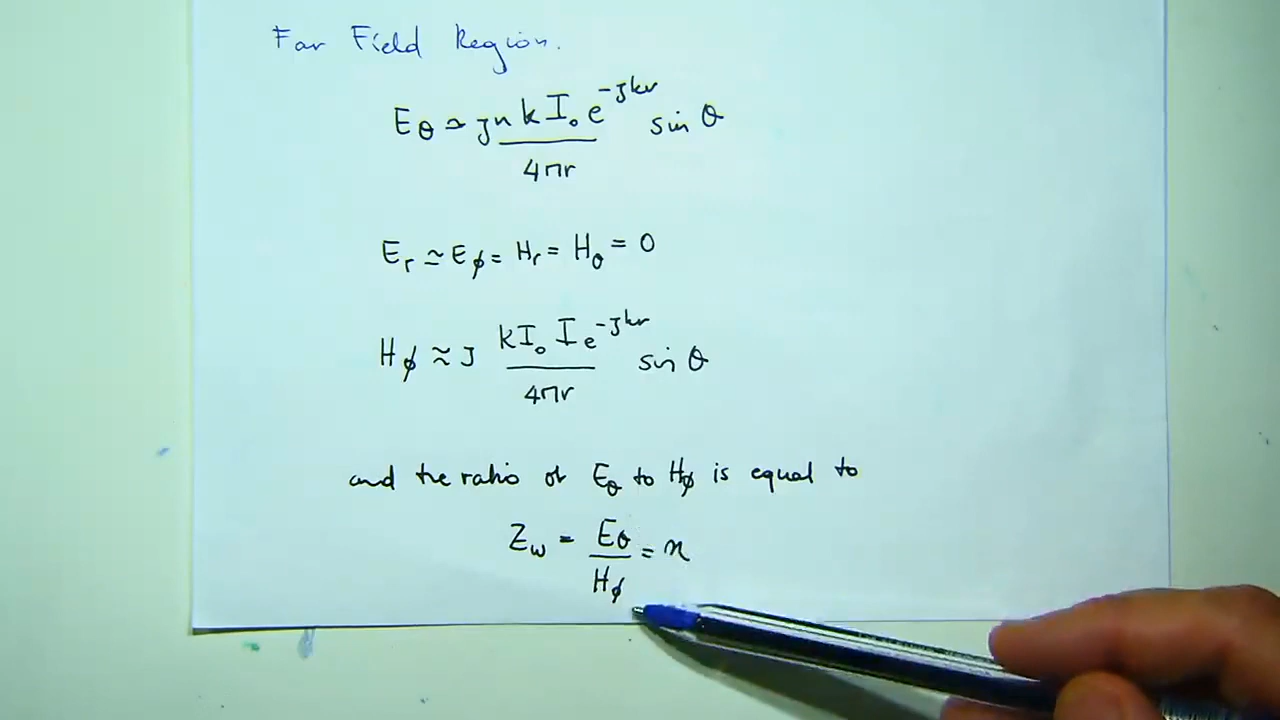 Far Field Region.
Eθ ≃ jηkI₀e^(-jkr) / 4πr sin θ
Er ≃ Eφ = Hr = Hθ = 0
Hφ ≈ j kI₀ I e^(-jkr) / 4πr sin θ
and the ratio of Eθ to Hφ is equal to
Zw = Eθ / Hφ = η